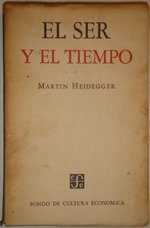 EL SER
Y EL TIEMPO
MARTIN HEIDEGGER
FONDO DE CULTURA ECONOMICA